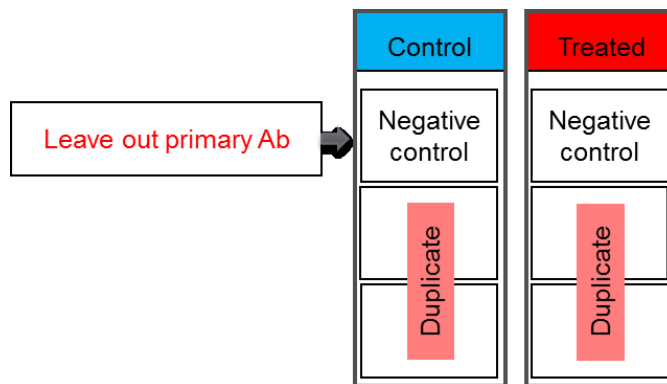 Control
Treated
Leave out primary Ab
Negative
control
Negative
control
Duplicate
Duplicate